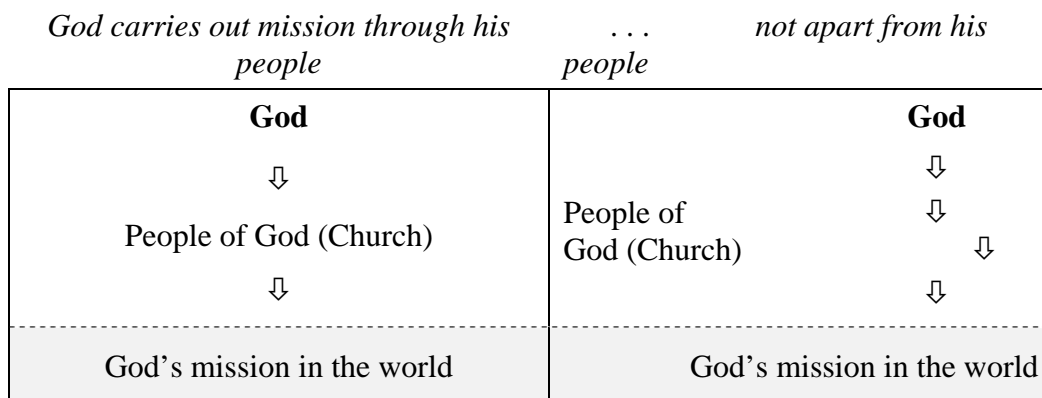 God carries out mission through his . . . not apart from his
people people
God God
⇩ ⇩
People of ⇩
People of God (Church) God (Church) ⇩
⇩ ⇩
God’s mission in the world God’s mission in the world